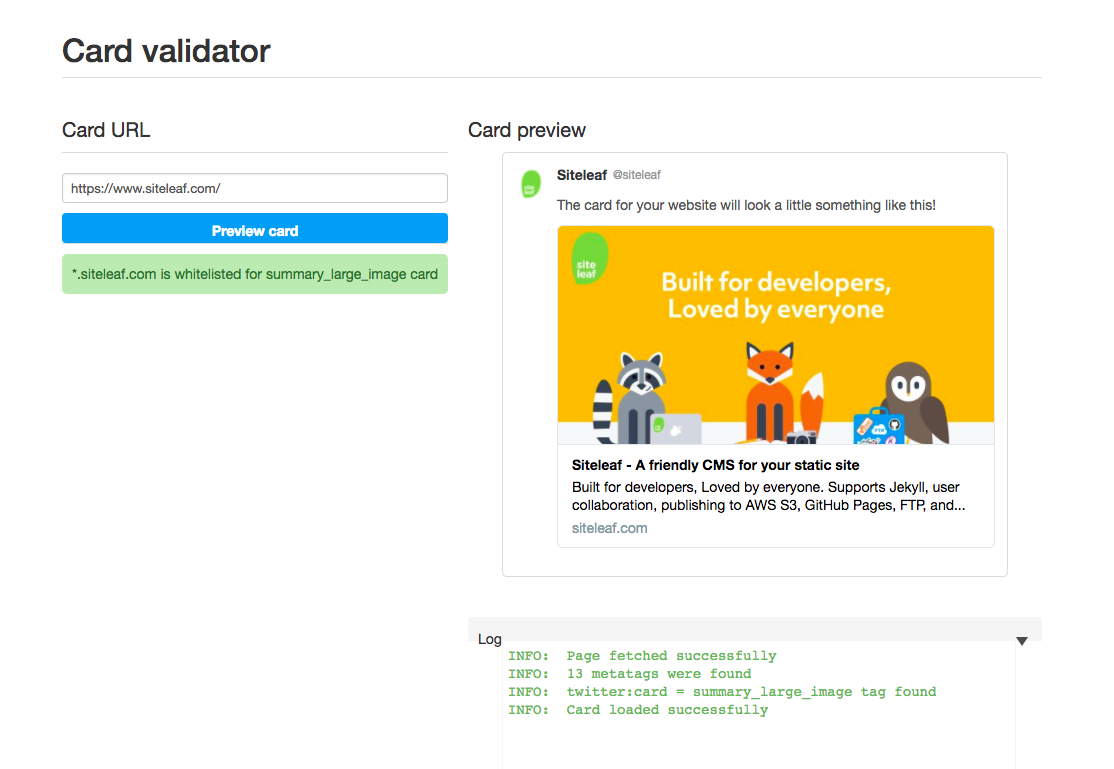 Card validator
Card URL
https://www.siteleaf.com/
Preview card
*.siteleaf.com is whitelisted for summary_large_image card
Card preview
Siteleaf @siteleaf
The card for your website will look a little something like this!
site
leaf
Built for developers,
Loved by everyone
FTP
Siteleaf - A friendly CMS for your static site
Built for developers, Loved by everyone. Supports Jekyll, user
collaboration, publishing to AWS S3, GitHub Pages, FTP, and...
siteleaf.com
Log
INFO: Page fetched successfully
INFO: 13 metatags were found
INFO: twitter:card = summary_large_image tag found
INFO: Card loaded successfully